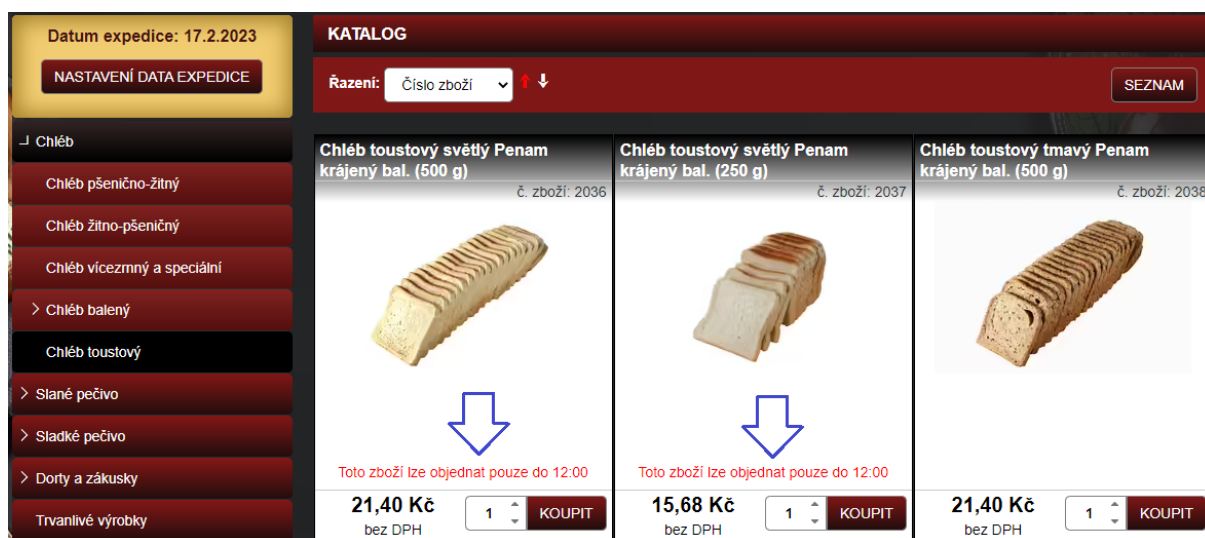 Datum expedice: 17.2.2023
NASTAVENÍ DATA EXPEDICE
Chléb
Chléb pšenično-žitný
Chléb žitno-pšeničný
Chléb vícezrnný a speciální
Chléb balený
Chléb toustový
Slané pečivo
Sladké pečivo
Dorty a zákusky
Trvanlivé výrobky
KATALOG
Řazení:
Číslo zboží
SEZNAM
Chléb toustový světlý Penam
krájený bal. (500 g)
č. zboží: 2036
Toto zboží lze objednat pouze do 12:00
21,40 Kč
bez DPH
1
KOUPIT
Chléb toustový světlý Penam
krájený bal. (250 g)
č. zboží: 2037
Toto zboží lze objednat pouze do 12:00
15,68 Kč
bez DPH
1
KOUPIT
Chléb toustový tmavý Penam
krájený bal. (500 g)
č. zboží: 2038
21,40 Kč
bez DPH
1
KOUPIT